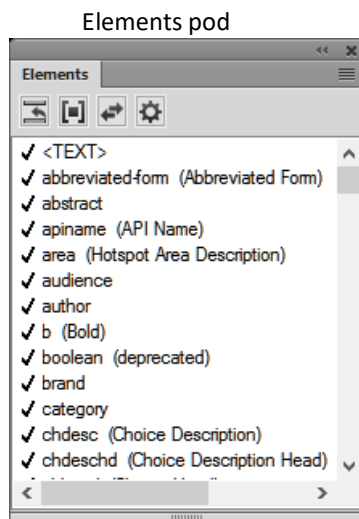 Elements pod
Elements
<TEXT>
abbreviated-form (Abbreviated Form)
abstract
apiname (API Name)
area (Hotspot Area Description)
audience
author
b (Bold)
boolean (deprecated)
brand
category
chdesc (Choice Description)
chdeschd (Choice Description Head)